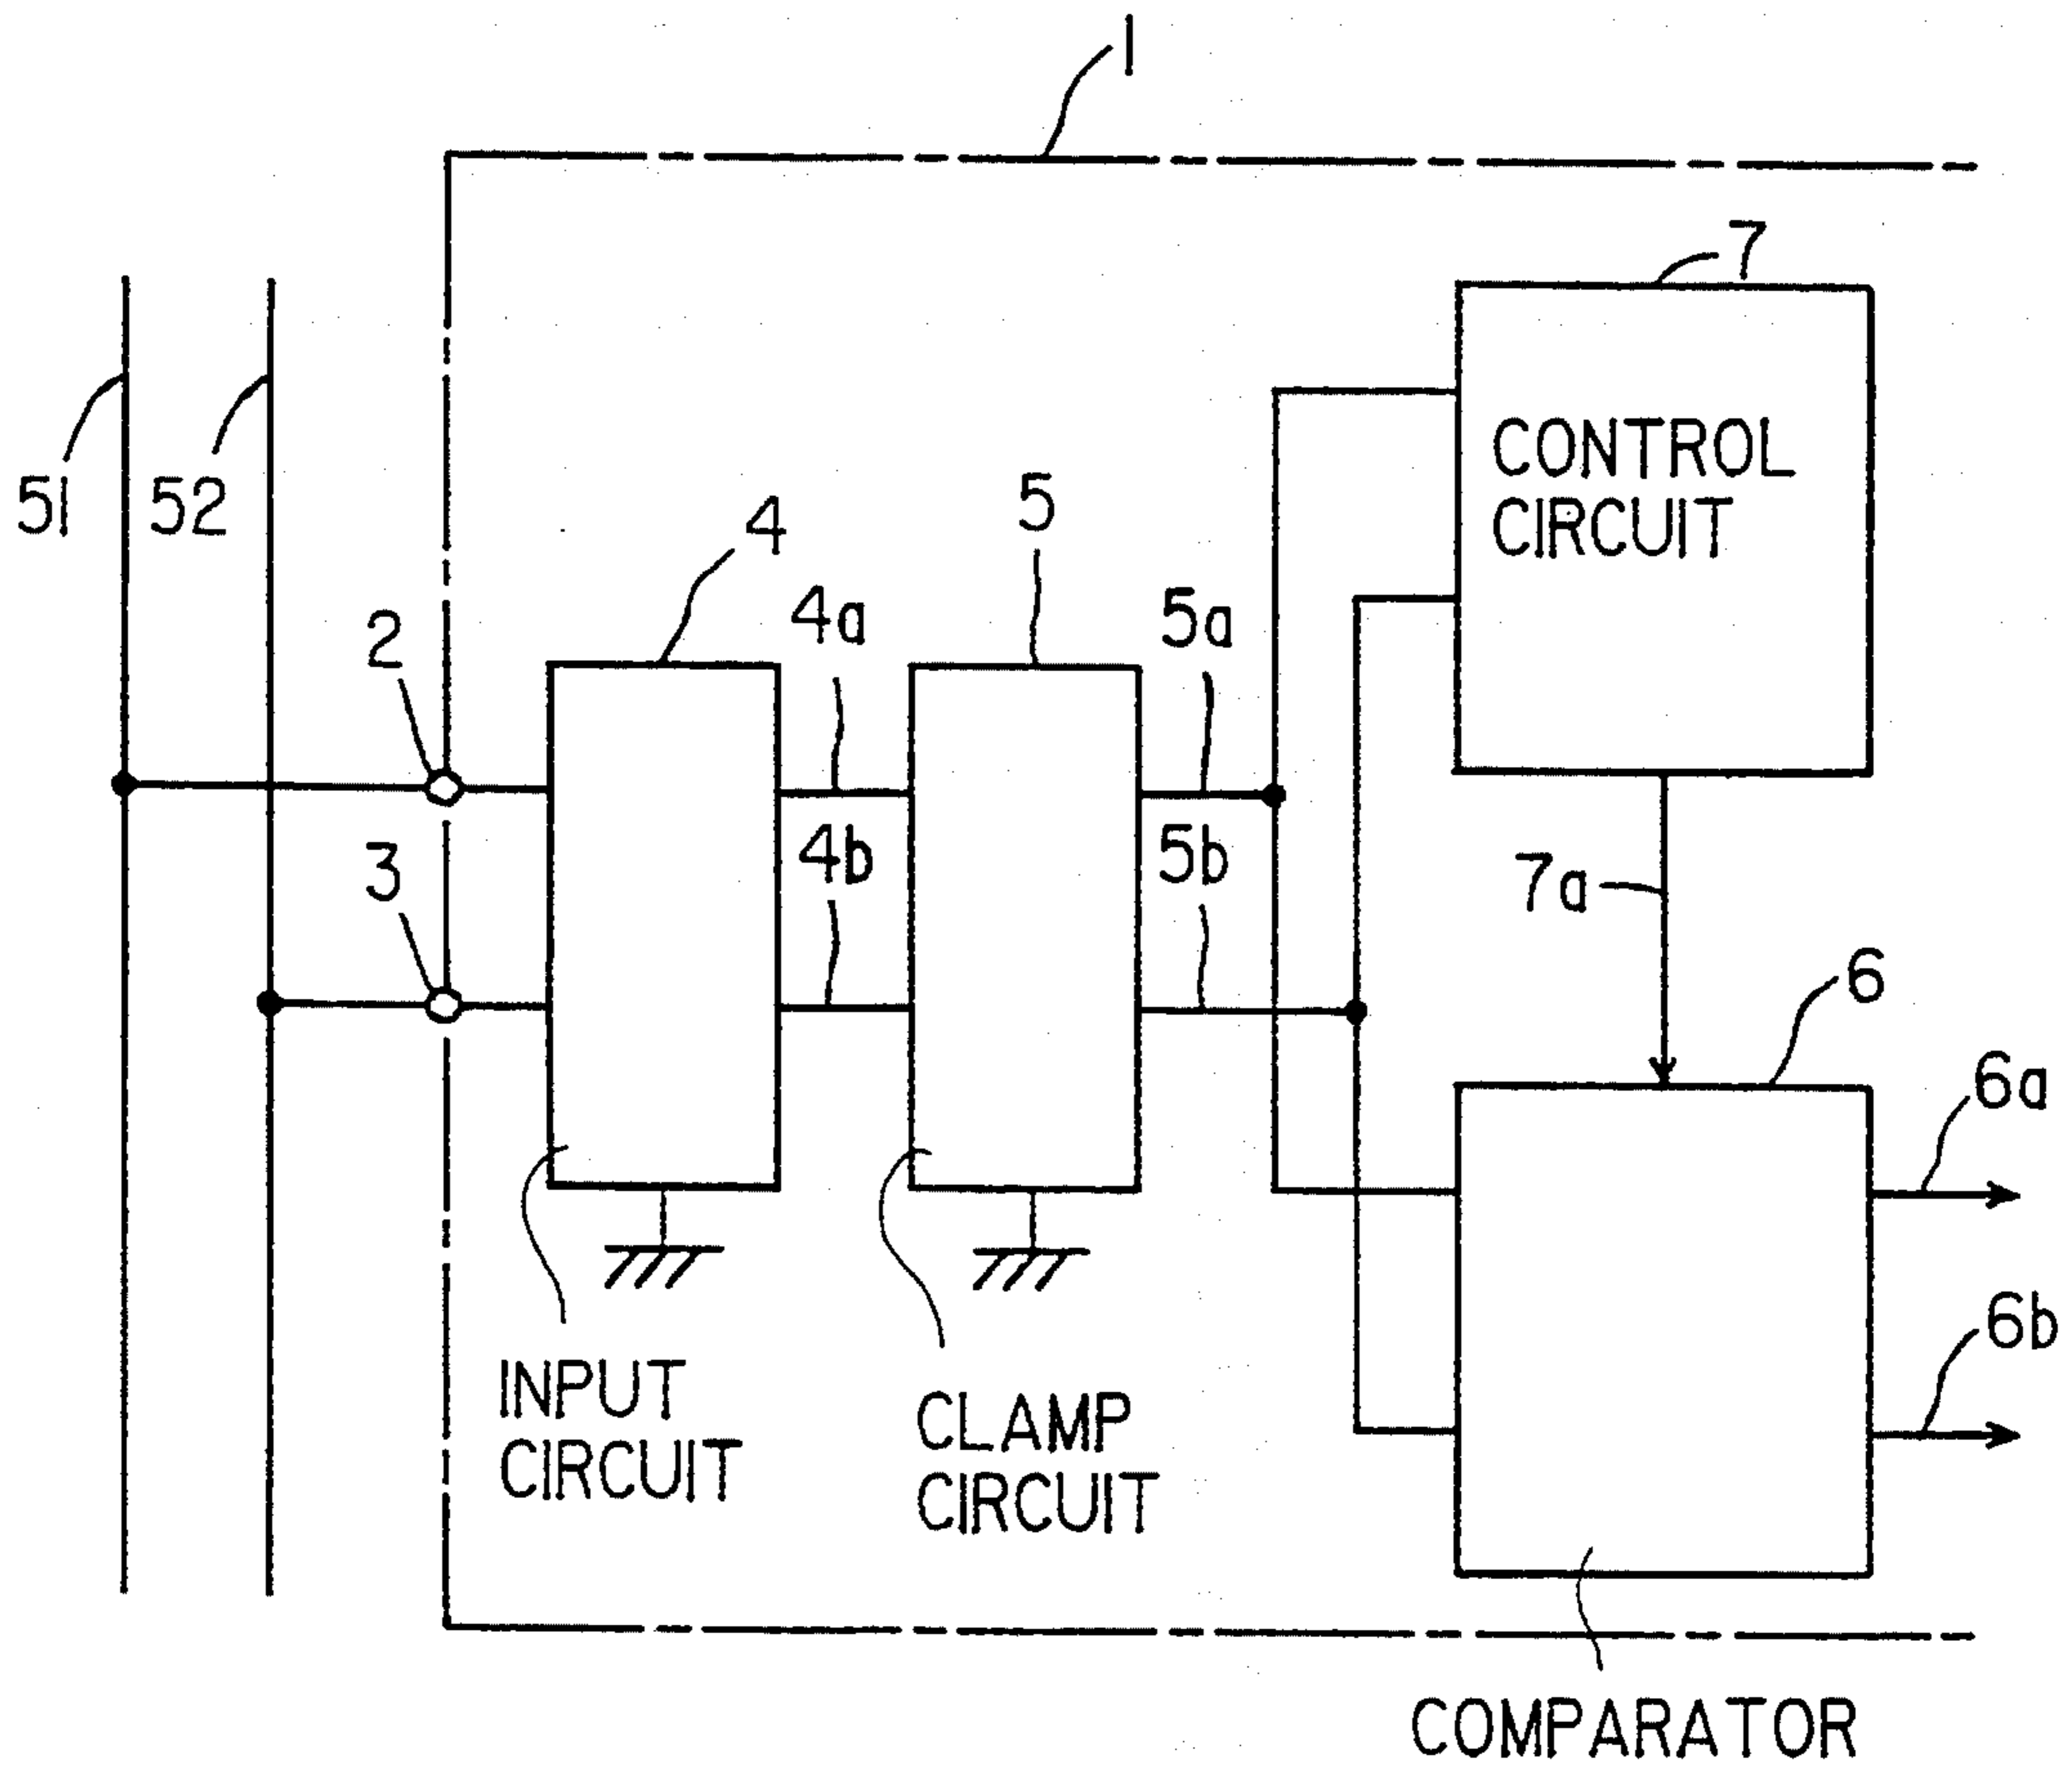 1
7
CONTROL
CIRCUIT
51
52
4
5
4a
5a
2
4b
5b
3
7a
6
6a
6b
INPUT
CIRCUIT
CLAMP
CIRCUIT
COMPARATOR